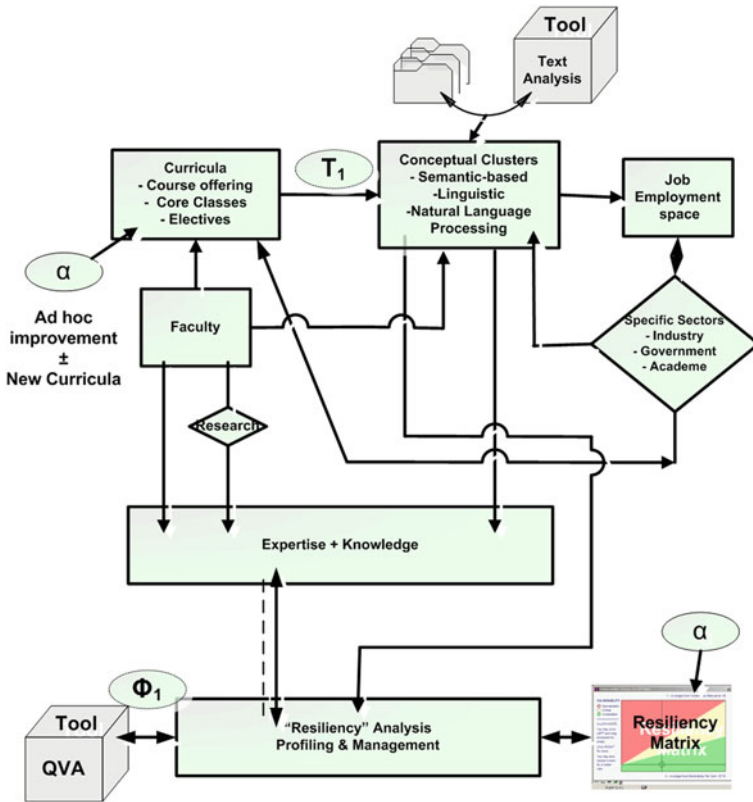 Tool
Text
Analysis
Curricula
- Course offering
- Core Classes
- Electives
T1
Conceptual Clusters
- Semantic-based
-Linguistic
-Natural Language
Processing
Job
Employment
space
α
Ad hoc
improvement
±
New Curricula
Faculty
Specific Sectors
- Industry
- Government
- Academe
Research
Expertise + Knowledge
α
Φ1
Tool
QVA
“Resiliency” Analysis
Profiling & Management
Resiliency
Matrix